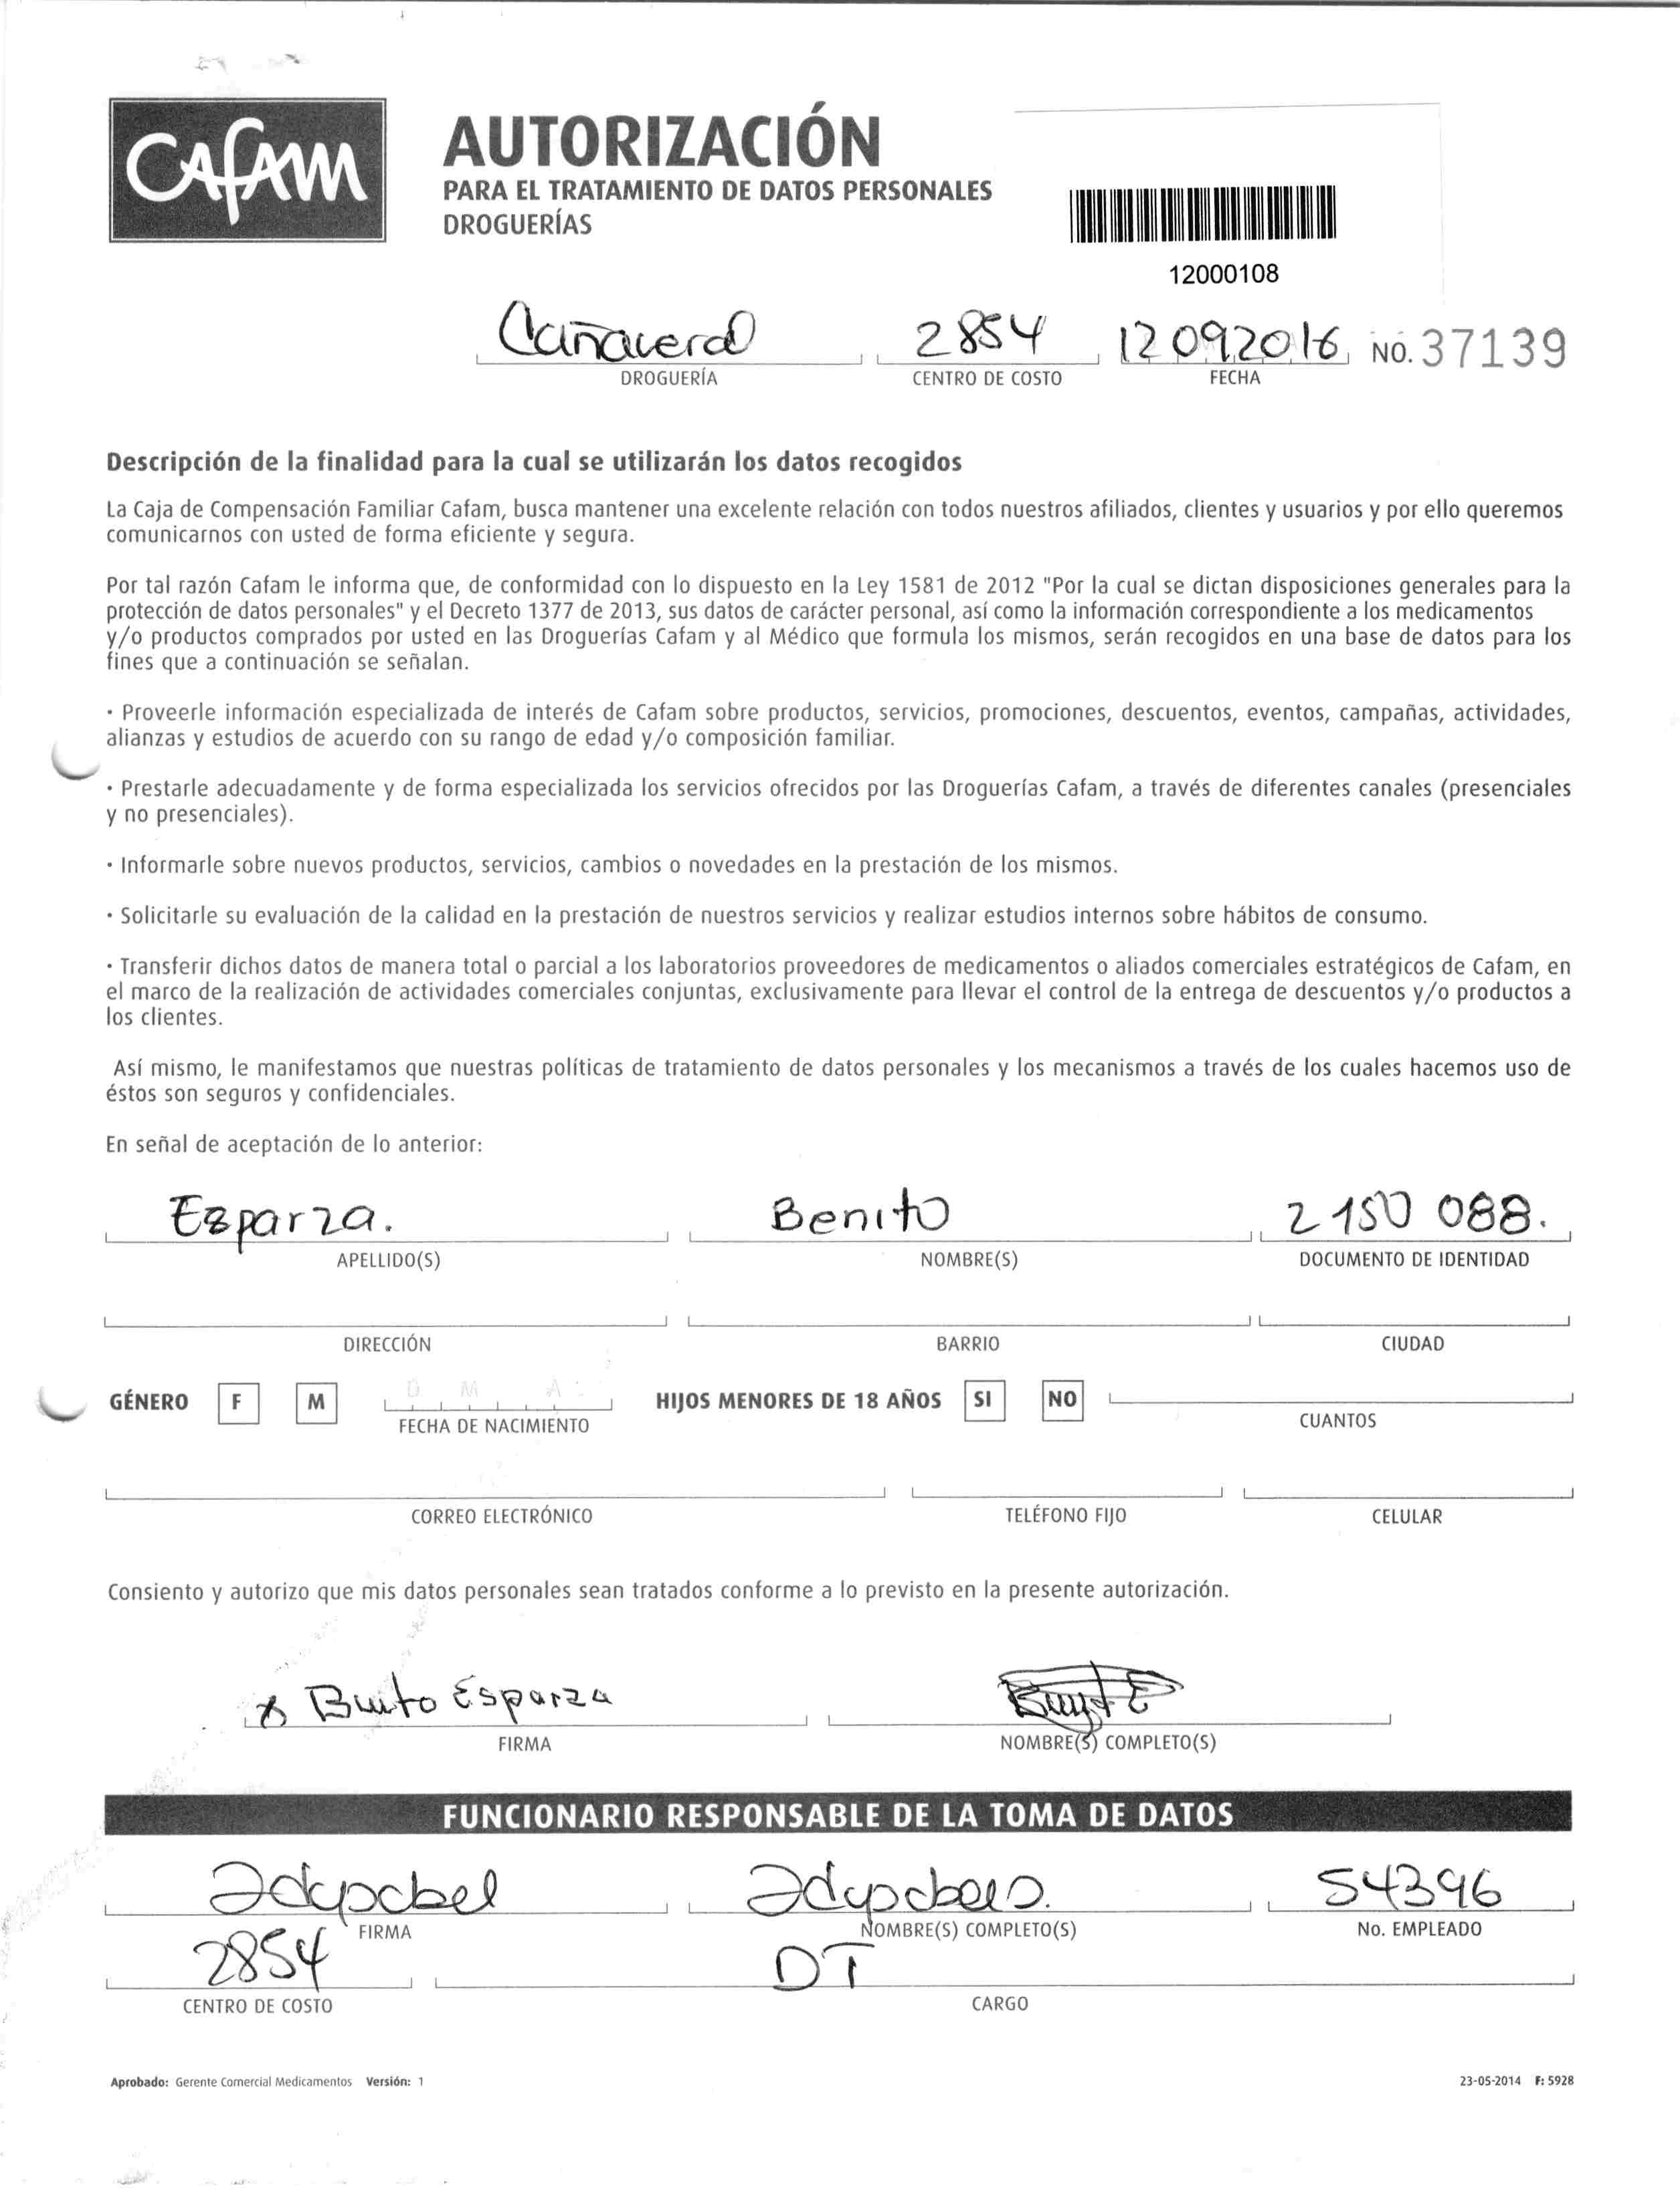 CAFAM
AUTORIZACIÓN
PARA EL TRATAMIENTO DE DATOS PERSONALES
DROGUERÍAS
12000108
Cañaveral 2854 12 09 2016 NO. 37139
DROGUERÍA CENTRO DE COSTO FECHA
Descripción de la finalidad para la cual se utilizarán los datos recogidos
La Caja de Compensación Familiar Cafam, busca mantener una excelente relación con todos nuestros afiliados, clientes y usuarios y por ello queremos
comunicarnos con usted de forma eficiente y segura.
Por tal razón Cafam le informa que, de conformidad con lo dispuesto en la Ley 1581 de 2012 "Por la cual se dictan disposiciones generales para la
protección de datos personales" y el Decreto 1377 de 2013, sus datos de carácter personal, así como la información correspondiente a los medicamentos
y/o productos comprados por usted en las Droguerías Cafam y al Médico que formula los mismos, serán recogidos en una base de datos para los
fines que a continuación se señalan.
· Proveerle información especializada de interés de Cafam sobre productos, servicios, promociones, descuentos, eventos, campañas, actividades,
alianzas y estudios de acuerdo con su rango de edad y/o composición familiar.
· Prestarle adecuadamente y de forma especializada los servicios ofrecidos por las Droguerías Cafam, a través de diferentes canales (presenciales
y no presenciales).
· Informarle sobre nuevos productos, servicios, cambios o novedades en la prestación de los mismos.
· Solicitarle su evaluación de la calidad en la prestación de nuestros servicios y realizar estudios internos sobre hábitos de consumo.
· Transferir dichos datos de manera total o parcial a los laboratorios proveedores de medicamentos o aliados comerciales estratégicos de Cafam, en
el marco de la realización de actividades comerciales conjuntas, exclusivamente para llevar el control de la entrega de descuentos y/o productos a
los clientes.
Así mismo, le manifestamos que nuestras políticas de tratamiento de datos personales y los mecanismos a través de los cuales hacemos uso de
éstos son seguros y confidenciales.
En señal de aceptación de lo anterior:
Esparza. Benito 2150 088.
APELLIDO(S) NOMBRE(S) DOCUMENTO DE IDENTIDAD
DIRECCIÓN BARRIO CIUDAD
GÉNERO F M D M A HIJOS MENORES DE 18 AÑOS SI NO
FECHA DE NACIMIENTO CUANTOS
CORREO ELECTRÓNICO TELÉFONO FIJO CELULAR
Consiento y autorizo que mis datos personales sean tratados conforme a lo previsto en la presente autorización.
x Benito Esparza
FIRMA NOMBRE(S) COMPLETO(S)
FUNCIONARIO RESPONSABLE DE LA TOMA DE DATOS
54396
FIRMA NOMBRE(S) COMPLETO(S) No. EMPLEADO
2854 DT
CENTRO DE COSTO CARGO
Aprobado: Gerente Comercial Medicamentos Versión: 1 23-05-2014 F: 5928